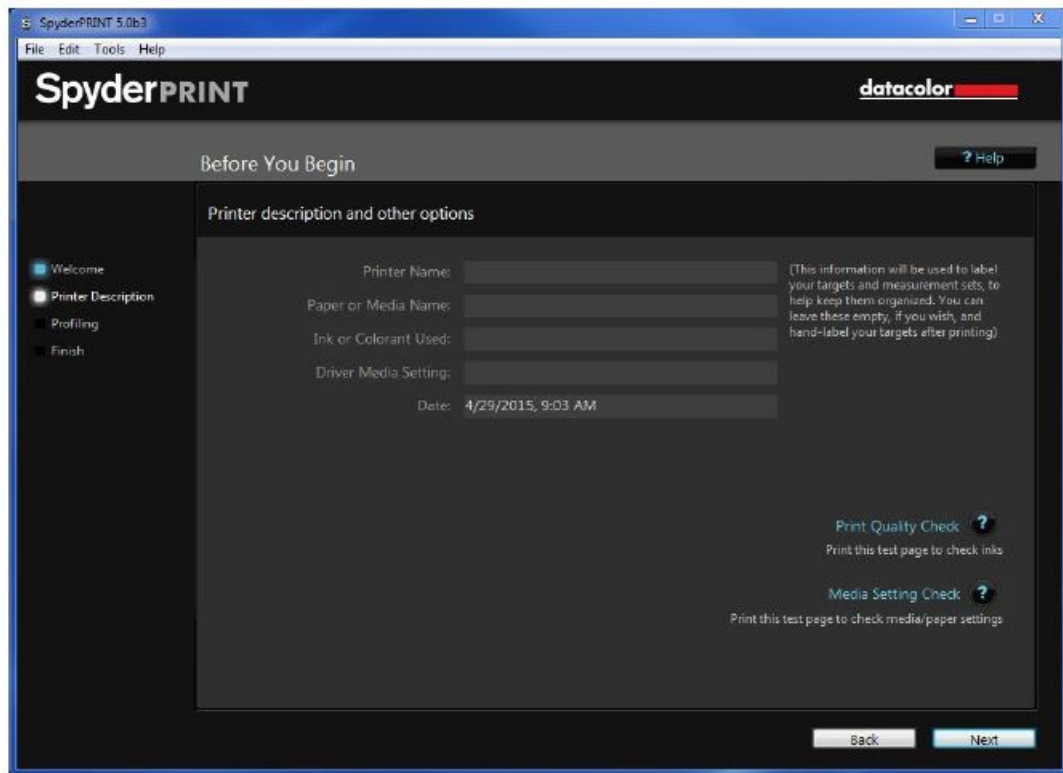 SpyderPRINT 5.0b3
File Edit Tools Help
SpyderPRINT
datacolor
Before You Begin
? Help
Printer description and other options
Welcome
Printer Description
Profiling
Finish
Printer Name:
Paper or Media Name:
Ink or Colorant Used:
Driver Media Setting:
Date: 4/29/2015, 9:03 AM
(This information will be used to label
your targets and measurement sets, to
help keep them organized. You can
leave these empty, if you wish, and
hand-label your targets after printing)
Print Quality Check ?
Print this test page to check inks
Media Setting Check ?
Print this test page to check media/paper settings
Back Next